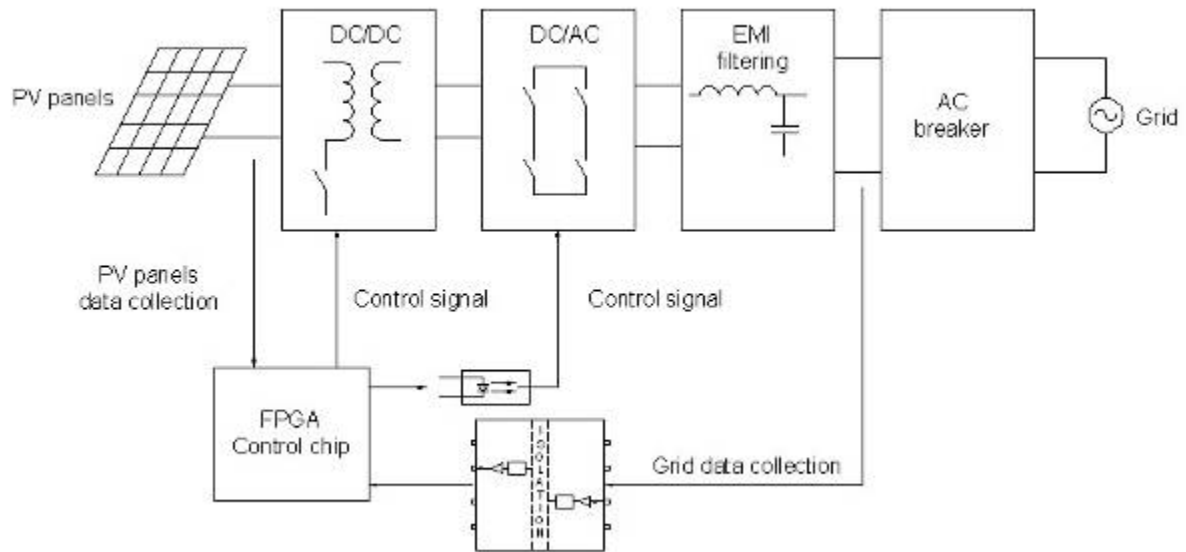 PV panels
DC/DC
DC/AC
EMI
filtering
AC
breaker
Grid
PV panels
data collection
Control signal
Control signal
FPGA
Control chip
ISOLATION
Grid data collection